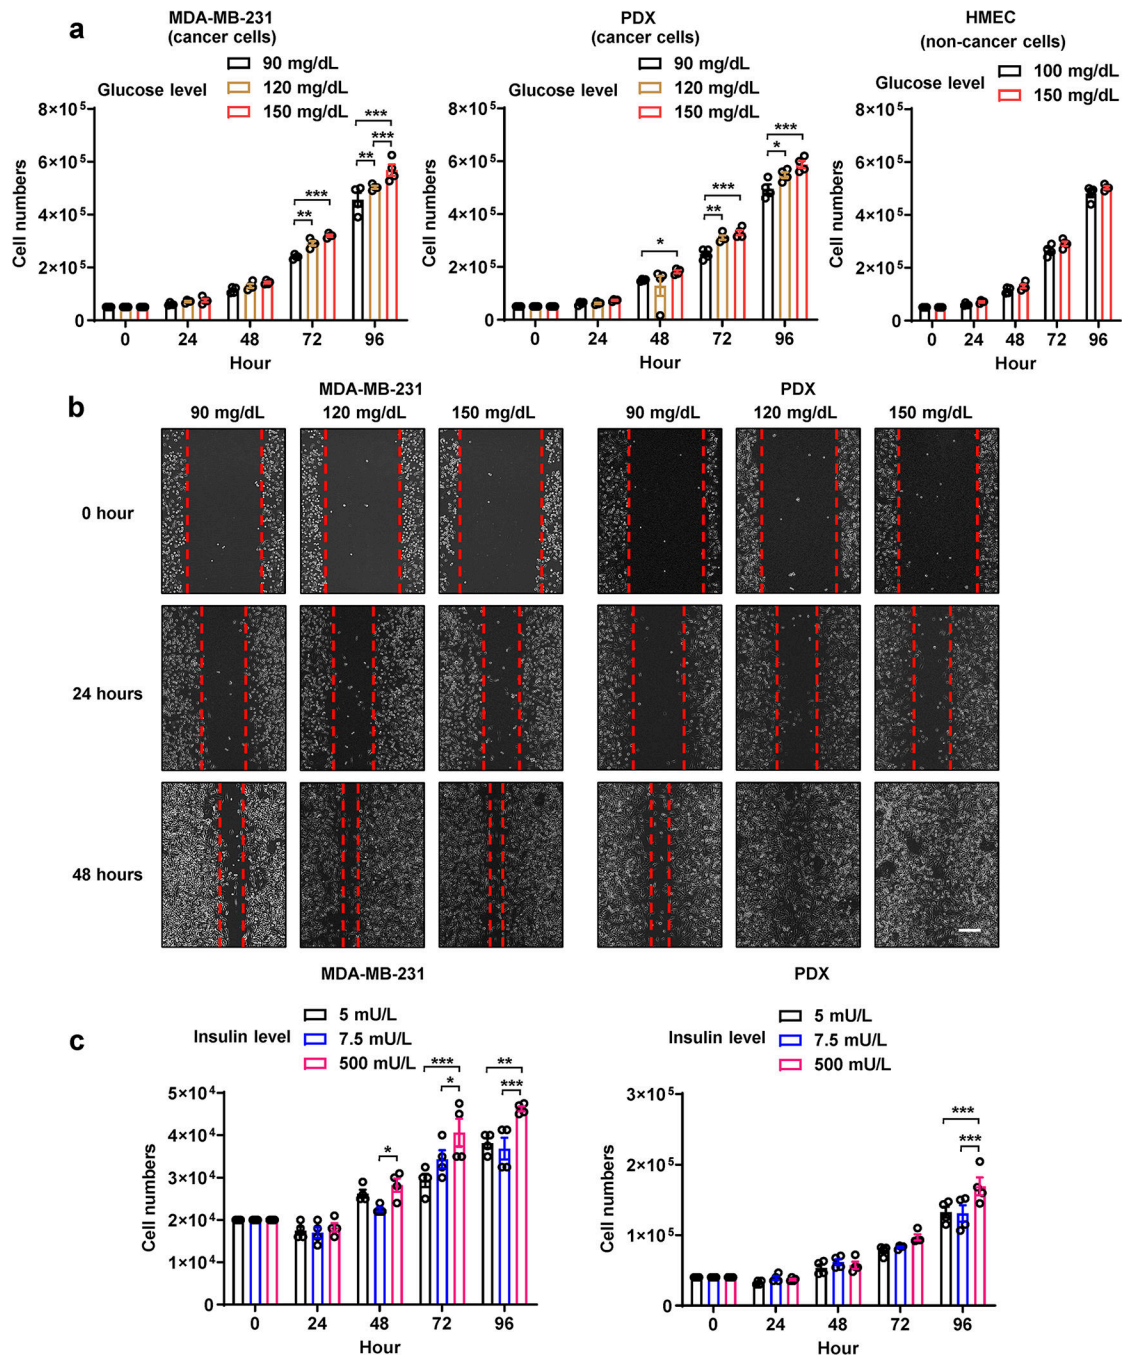 a
MDA-MB-231
(cancer cells)
Glucose level
90 mg/dL
120 mg/dL
150 mg/dL
Cell numbers
8×10⁵
6×10⁵
4×10⁵
2×10⁵
0
***
**
***
**
***
0 24 48 72 96
Hour
PDX
(cancer cells)
Glucose level
90 mg/dL
120 mg/dL
150 mg/dL
Cell numbers
8×10⁵
6×10⁵
4×10⁵
2×10⁵
0
*
***
**
***
*
0 24 48 72 96
Hour
HMEC
(non-cancer cells)
Glucose level
100 mg/dL
150 mg/dL
Cell numbers
8×10⁵
6×10⁵
4×10⁵
2×10⁵
0
0 24 48 72 96
Hour
b
MDA-MB-231
90 mg/dL 120 mg/dL 150 mg/dL
PDX
90 mg/dL 120 mg/dL 150 mg/dL
0 hour
24 hours
48 hours
c
MDA-MB-231
Insulin level
5 mU/L
7.5 mU/L
500 mU/L
Cell numbers
5×10⁴
4×10⁴
3×10⁴
2×10⁴
1×10⁴
0
*
***
*
**
***
0 24 48 72 96
Hour
PDX
Insulin level
5 mU/L
7.5 mU/L
500 mU/L
Cell numbers
3×10⁵
2×10⁵
1×10⁵
0
***
***
0 24 48 72 96
Hour